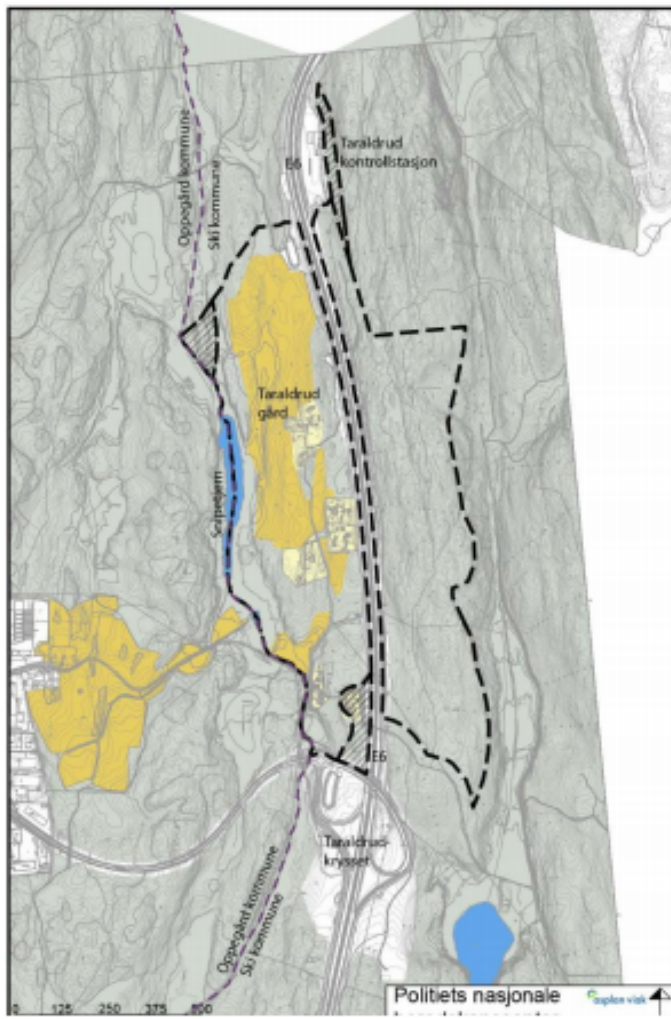 Taraldrud
kontrollstasjon
E6
Oppegård kommune
Ski kommune
Taraldrud
gård
Snipetjern
E6
Taraldrud-
krysset
Oppegård kommune
Ski kommune
0 125 250 375 500
Politiets nasjonale
asplan viak